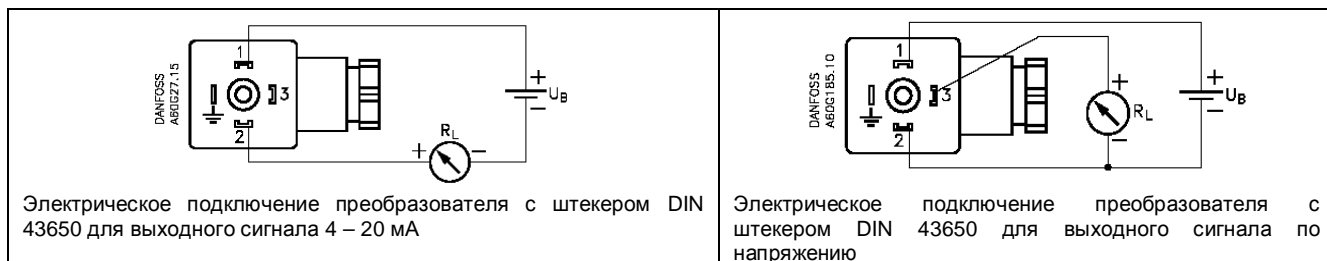 DANFOSS
A60G27.15
1
3
2
+
U_B
−
R_L
+
−
Электрическое подключение преобразователя с штекером DIN
43650 для выходного сигнала 4 – 20 мА
DANFOSS
A60G185.10
1
3
2
+
R_L
−
+
U_B
−
Электрическое подключение преобразователя с
штекером DIN 43650 для выходного сигнала по
напряжению